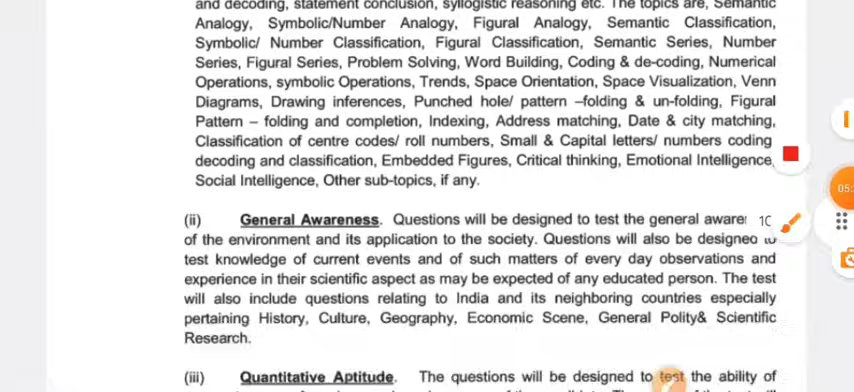 and decoding, statement conclusion, syllogistic reasoning etc. The topics are, Semantic
Analogy, Symbolic/Number Analogy, Figural Analogy, Semantic Classification,
Symbolic/ Number Classification, Figural Classification, Semantic Series, Number
Series, Figural Series, Problem Solving, Word Building, Coding & de-coding, Numerical
Operations, symbolic Operations, Trends, Space Orientation, Space Visualization, Venn
Diagrams, Drawing inferences, Punched hole/ pattern –folding & un-folding, Figural
Pattern – folding and completion, Indexing, Address matching, Date & city matching,
Classification of centre codes/ roll numbers, Small & Capital letters/ numbers coding
decoding and classification, Embedded Figures, Critical thinking, Emotional Intelligence,
Social Intelligence, Other sub-topics, if any.
(ii) General Awareness. Questions will be designed to test the general 10
of the environment and its application to the society. Questions will also be designed to
test knowledge of current events and of such matters of every day observations and
experience in their scientific aspect as may be expected of any educated person. The test
will also include questions relating to India and its neighboring countries especially
pertaining History, Culture, Geography, Economic Scene, General Polity& Scientific
Research.
(iii) Quantitative Aptitude. The questions will be designed to test the ability of